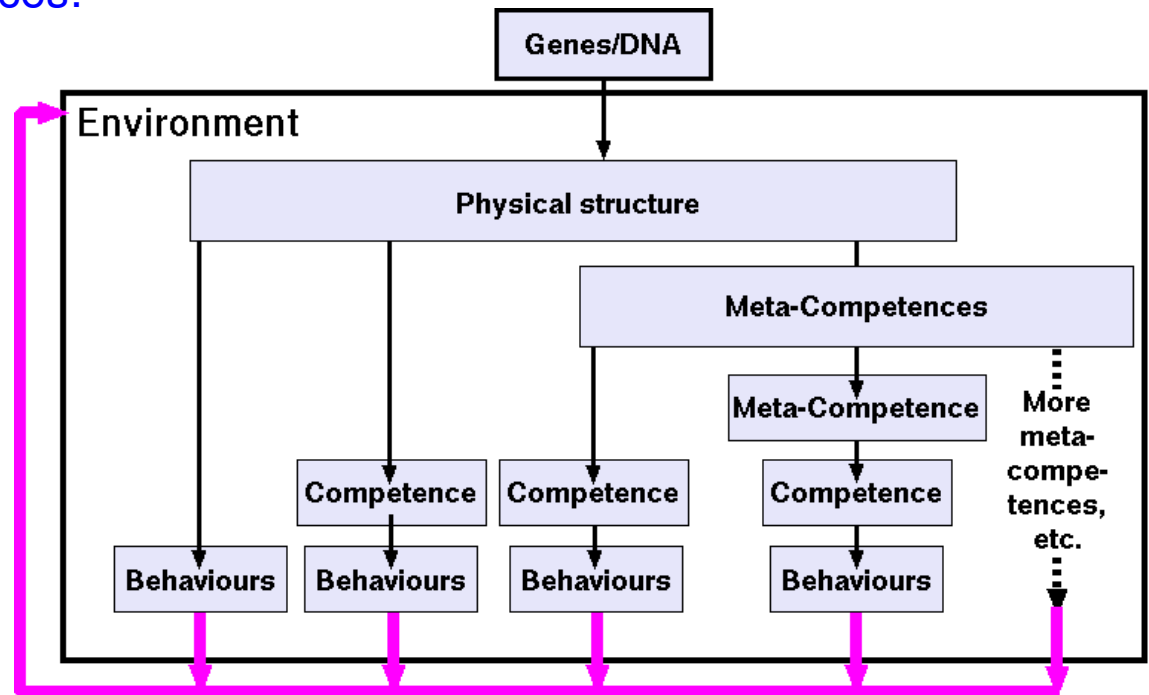 Genes/DNA
Environment
Physical structure
Meta-Competences
Meta-Competence
More
meta-
compe-
tences,
etc.
Competence
Competence
Competence
Behaviours
Behaviours
Behaviours
Behaviours